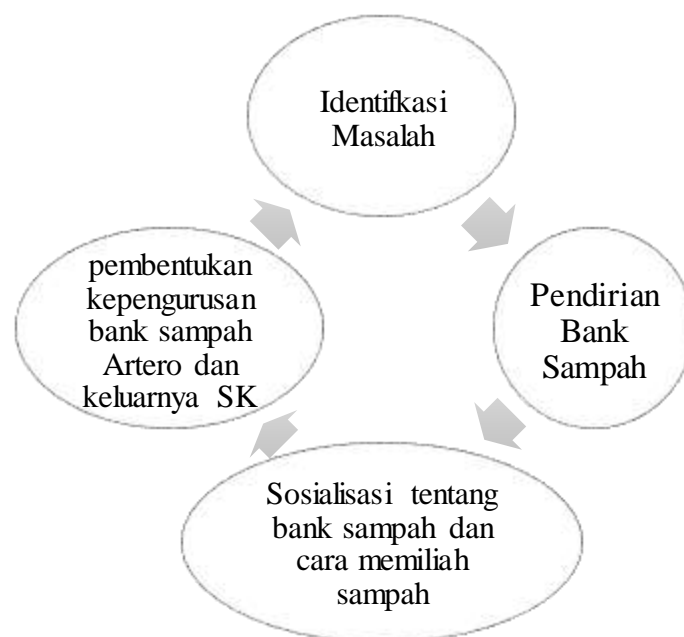 Identifkasi
Masalah
Pendirian
Bank
Sampah
Sosialisasi tentang
bank sampah dan
cara memiliah
sampah
pembentukan
kepengurusan
bank sampah
Artero dan
keluarnya SK